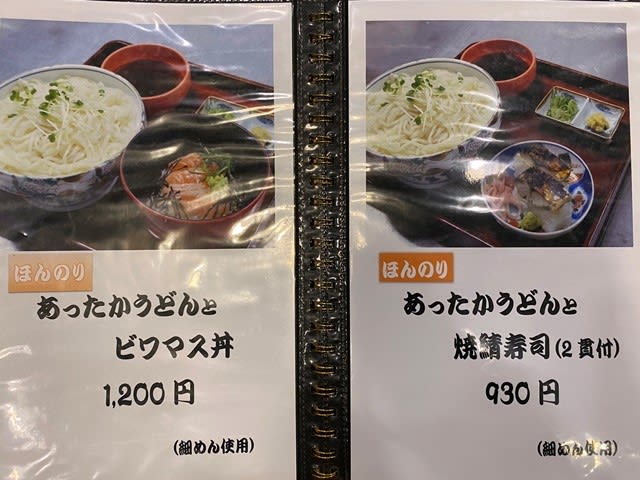 ほんのり
あったかうどんと
ビワマス丼
1,200円
(細めん使用)
ほんのり
あったかうどんと
焼鯖寿司(2貫付)
930円
(細めん使用)